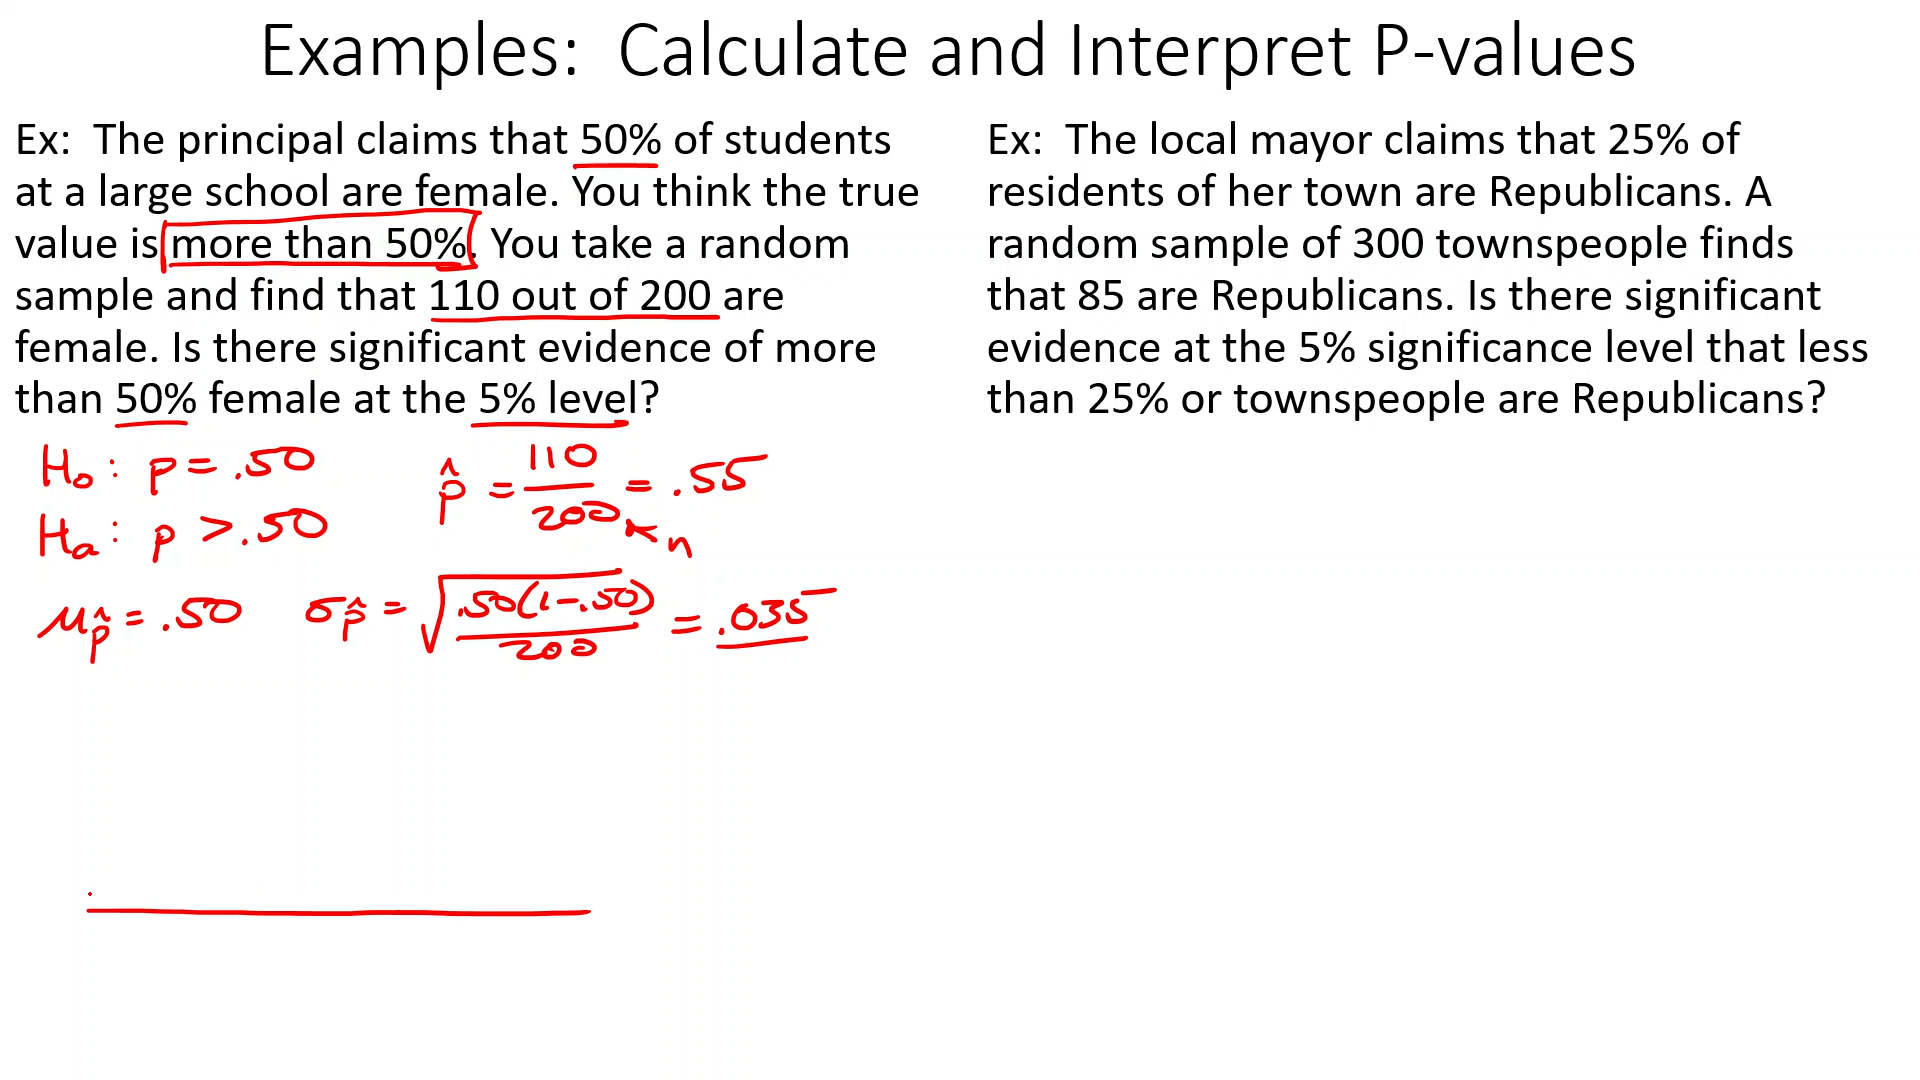 Examples: Calculate and Interpret P-values
Ex: The principal claims that 50% of students
at a large school are female. You think the true
value is more than 50%. You take a random
sample and find that 110 out of 200 are
female. Is there significant evidence of more
than 50% female at the 5% level?
H₀: p = .50
Hₐ: p > .50
p̂ = 110/200 = .55
n
μp̂ = .50 σp̂ = √(.50(1-.50)/200) = .035
Ex: The local mayor claims that 25% of
residents of her town are Republicans. A
random sample of 300 townspeople finds
that 85 are Republicans. Is there significant
evidence at the 5% significance level that less
than 25% or townspeople are Republicans?